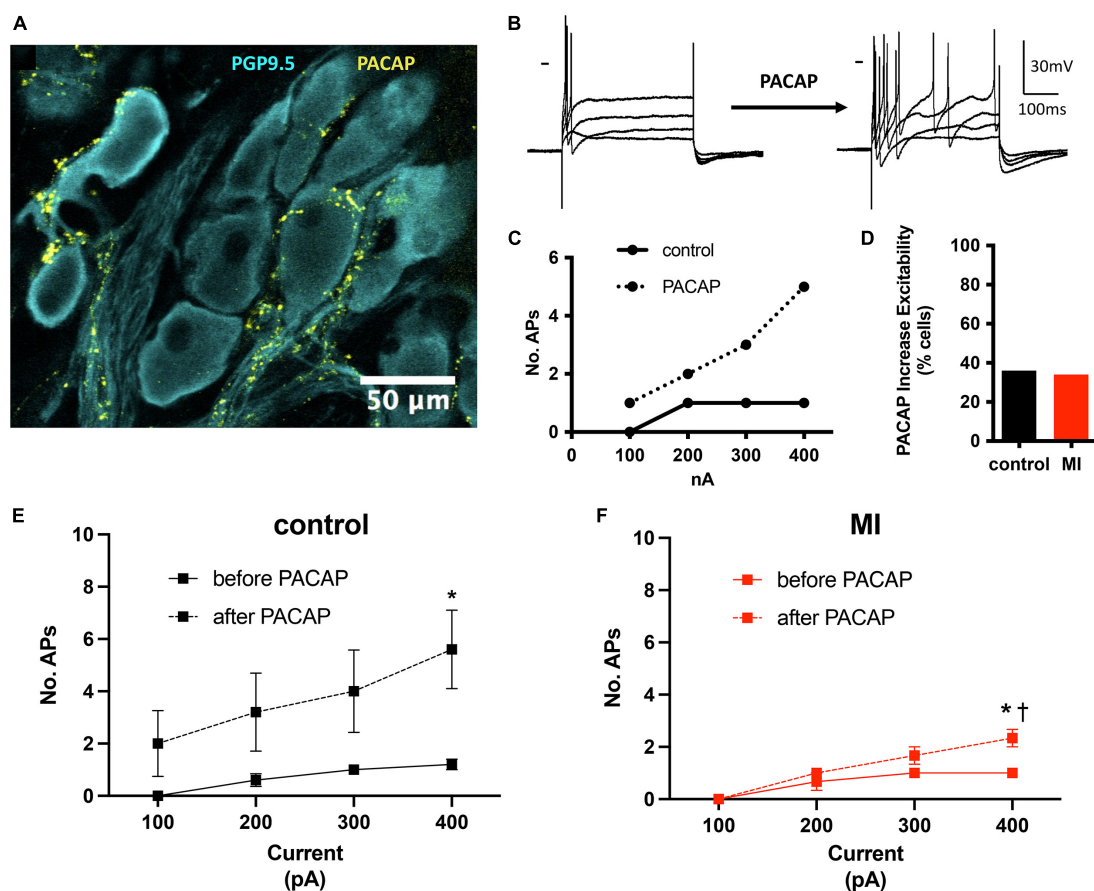 A
PGP9.5 PACAP
50 µm
B
PACAP
30mV
100ms
C
control
PACAP
No. APs
6
4
2
0
0 100 200 300 400
nA
D
PACAP Increase Excitability
(% cells)
100
80
60
40
20
0
control MI
E
control
before PACAP
after PACAP
*
No. APs
10
8
6
4
2
0
100 200 300 400
Current
(pA)
F
MI
before PACAP
after PACAP
* †
No. APs
10
8
6
4
2
0
100 200 300 400
Current
(pA)